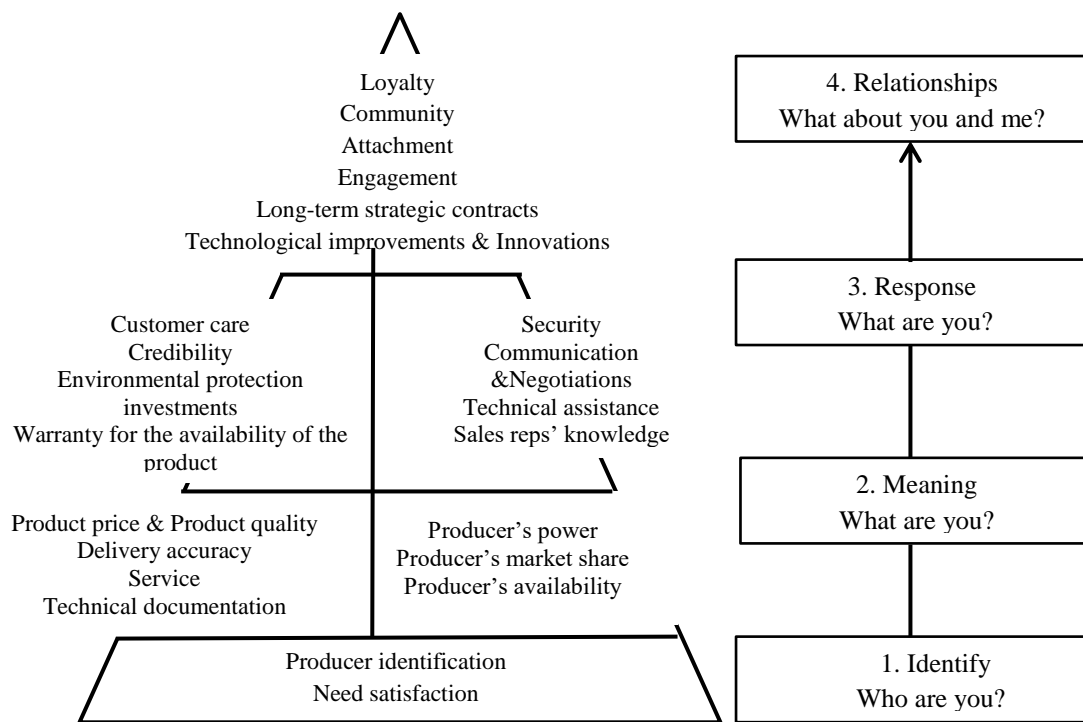 Loyalty
Community
Attachment
Engagement
Long-term strategic contracts
Technological improvements & Innovations
Customer care
Credibility
Environmental protection
investments
Warranty for the availability of the
product
Security
Communication
&Negotiations
Technical assistance
Sales reps’ knowledge
Product price & Product quality
Delivery accuracy
Service
Technical documentation
Producer’s power
Producer’s market share
Producer’s availability
Producer identification
Need satisfaction
4. Relationships
What about you and me?
3. Response
What are you?
2. Meaning
What are you?
1. Identify
Who are you?